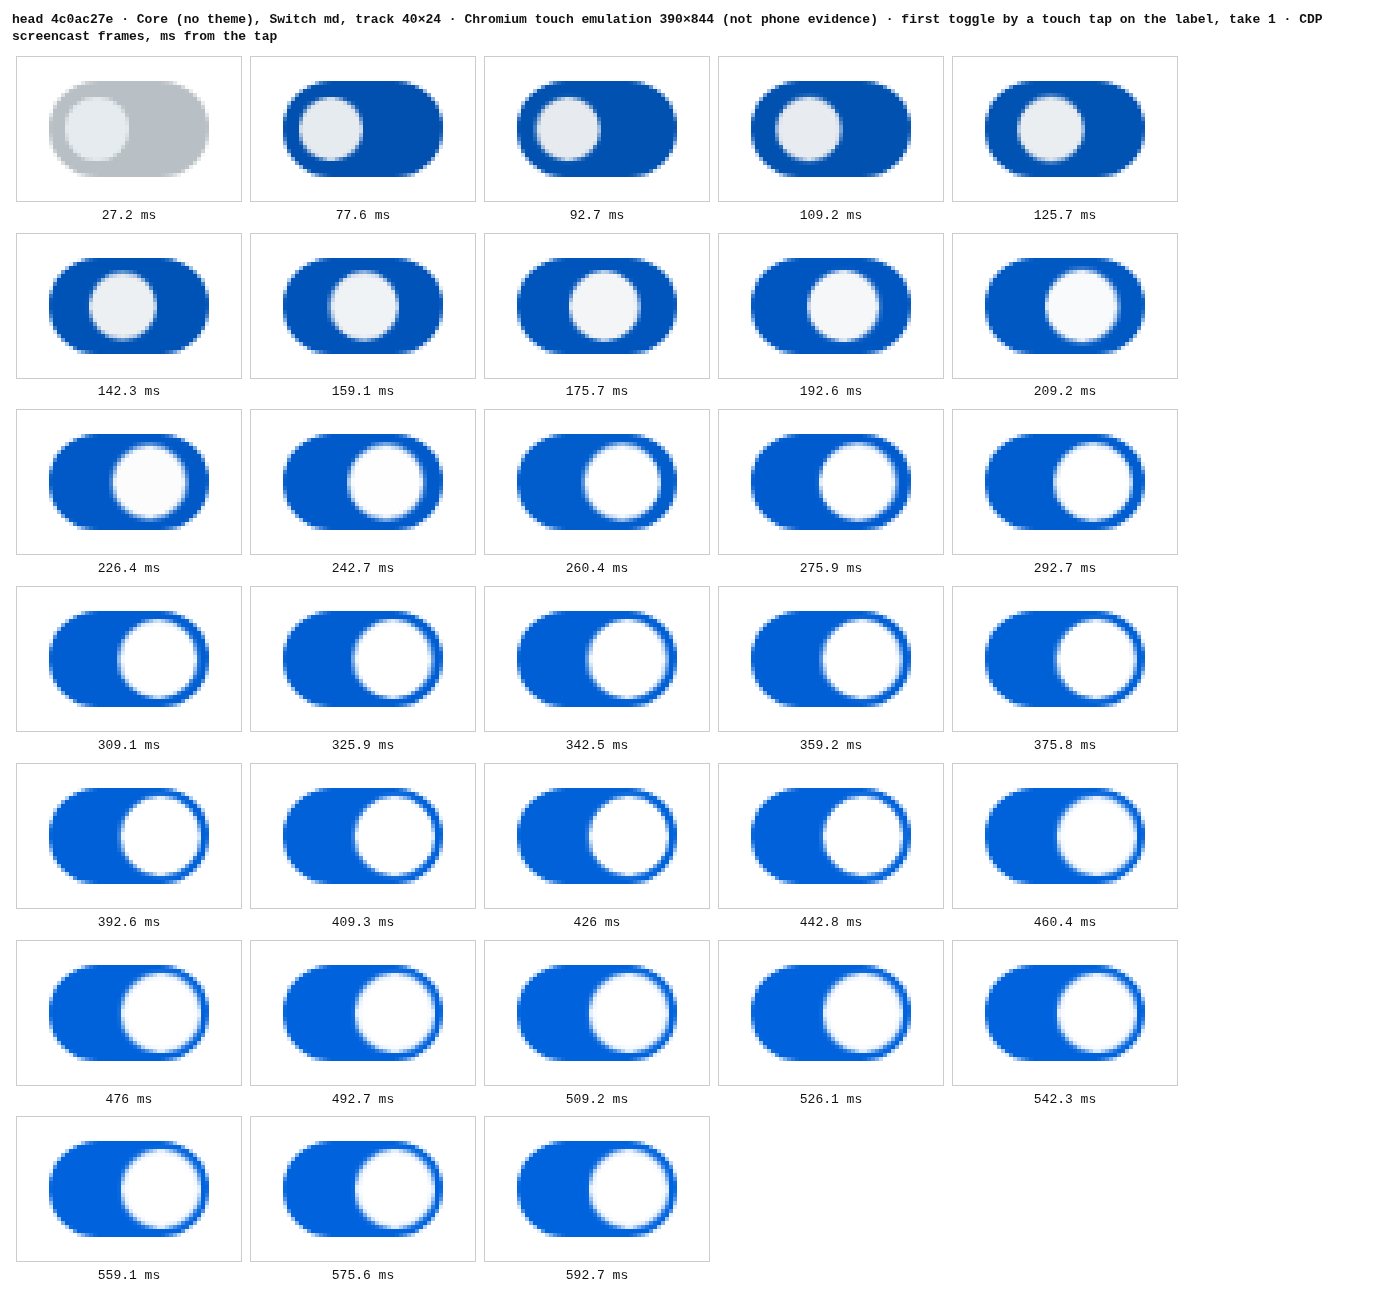 head 4c0ac27e · Core (no theme), Switch md, track 40×24 · Chromium touch emulation 390×844 (not phone evidence) · first toggle by a touch tap on the label, take 1 · CDP
screencast frames, ms from the tap
27.2 ms 77.6 ms 92.7 ms 109.2 ms 125.7 ms
142.3 ms 159.1 ms 175.7 ms 192.6 ms 209.2 ms
226.4 ms 242.7 ms 260.4 ms 275.9 ms 292.7 ms
309.1 ms 325.9 ms 342.5 ms 359.2 ms 375.8 ms
392.6 ms 409.3 ms 426 ms 442.8 ms 460.4 ms
476 ms 492.7 ms 509.2 ms 526.1 ms 542.3 ms
559.1 ms 575.6 ms 592.7 ms